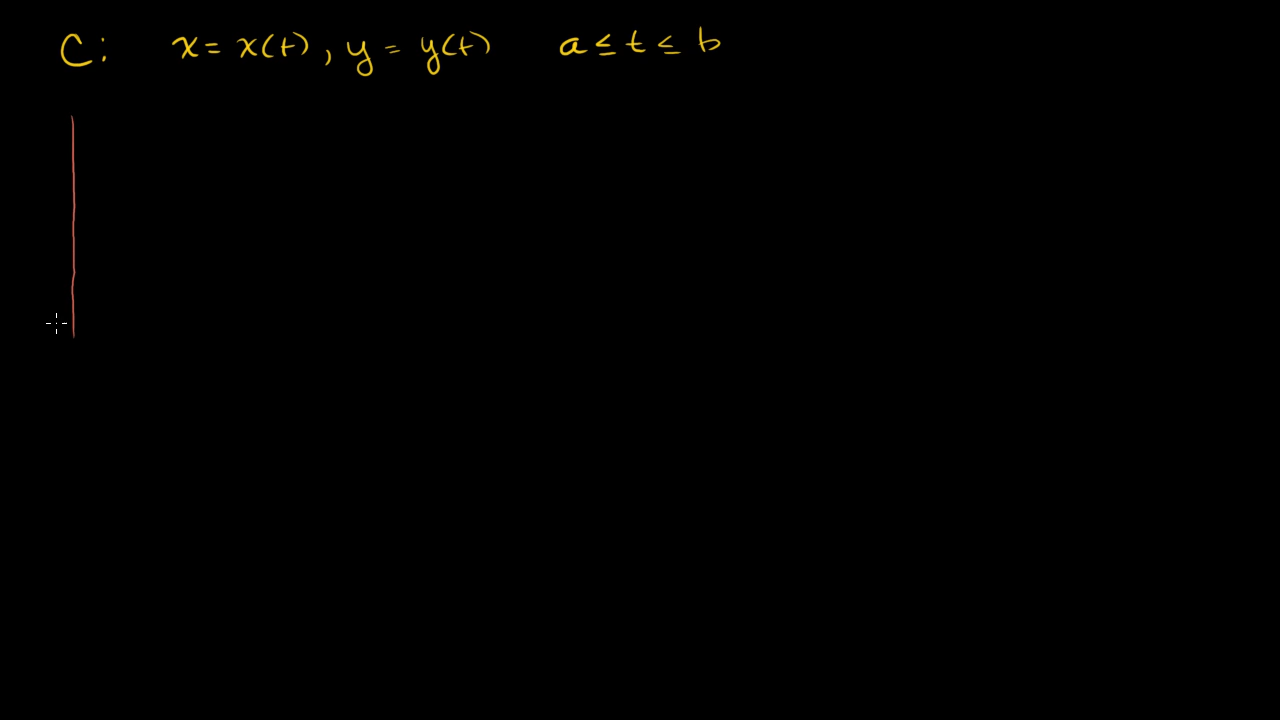 C: x = x(t), y = y(t) a ≤ t ≤ b